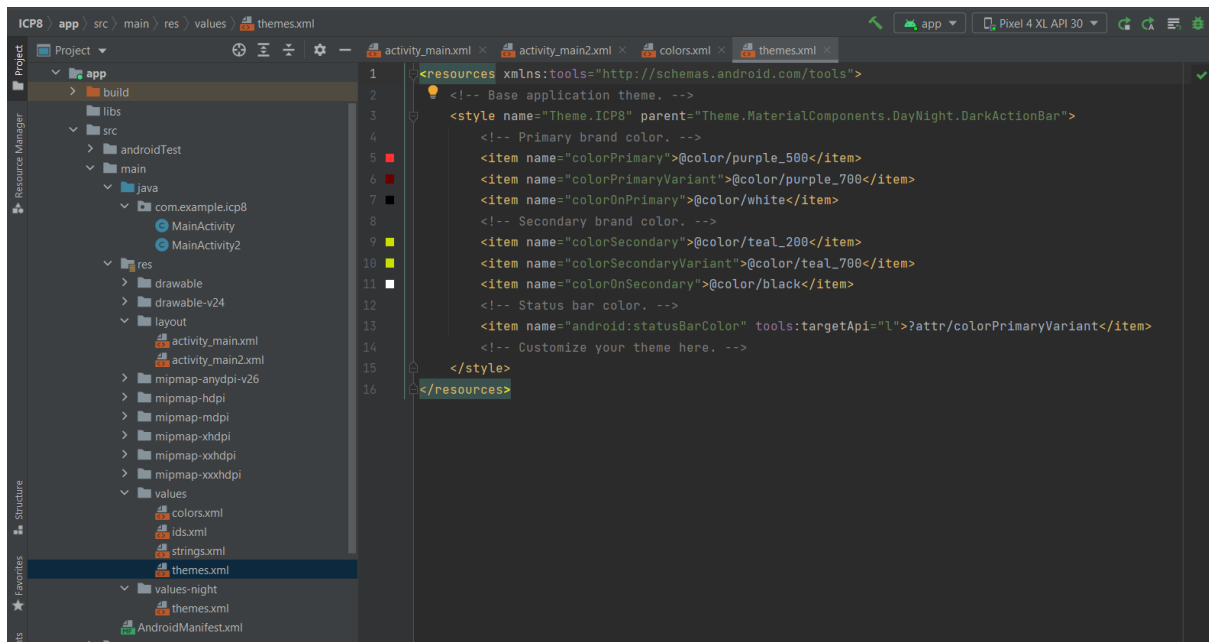 ICP8 app src main res values themes.xml
app Pixel 4 XL API 30
Project
activity_main.xml activity_main2.xml colors.xml themes.xml
Project
Resource Manager
Structure
Favorites
app
build
libs
src
androidTest
main
java
com.example.icp8
MainActivity
MainActivity2
res
drawable
drawable-v24
layout
activity_main.xml
activity_main2.xml
mipmap-anydpi-v26
mipmap-hdpi
mipmap-mdpi
mipmap-xhdpi
mipmap-xxhdpi
mipmap-xxxhdpi
values
colors.xml
ids.xml
strings.xml
themes.xml
values-night
themes.xml
AndroidManifest.xml
1 <resources xmlns:tools="http://schemas.android.com/tools">
2 <!-- Base application theme. -->
3 <style name="Theme.ICP8" parent="Theme.MaterialComponents.DayNight.DarkActionBar">
4 <!-- Primary brand color. -->
5 <item name="colorPrimary">@color/purple_500</item>
6 <item name="colorPrimaryVariant">@color/purple_700</item>
7 <item name="colorOnPrimary">@color/white</item>
8 <!-- Secondary brand color. -->
9 <item name="colorSecondary">@color/teal_200</item>
10 <item name="colorSecondaryVariant">@color/teal_700</item>
11 <item name="colorOnSecondary">@color/black</item>
12 <!-- Status bar color. -->
13 <item name="android:statusBarColor" tools:targetApi="l">?attr/colorPrimaryVariant</item>
14 <!-- Customize your theme here. -->
15 </style>
16 </resources>